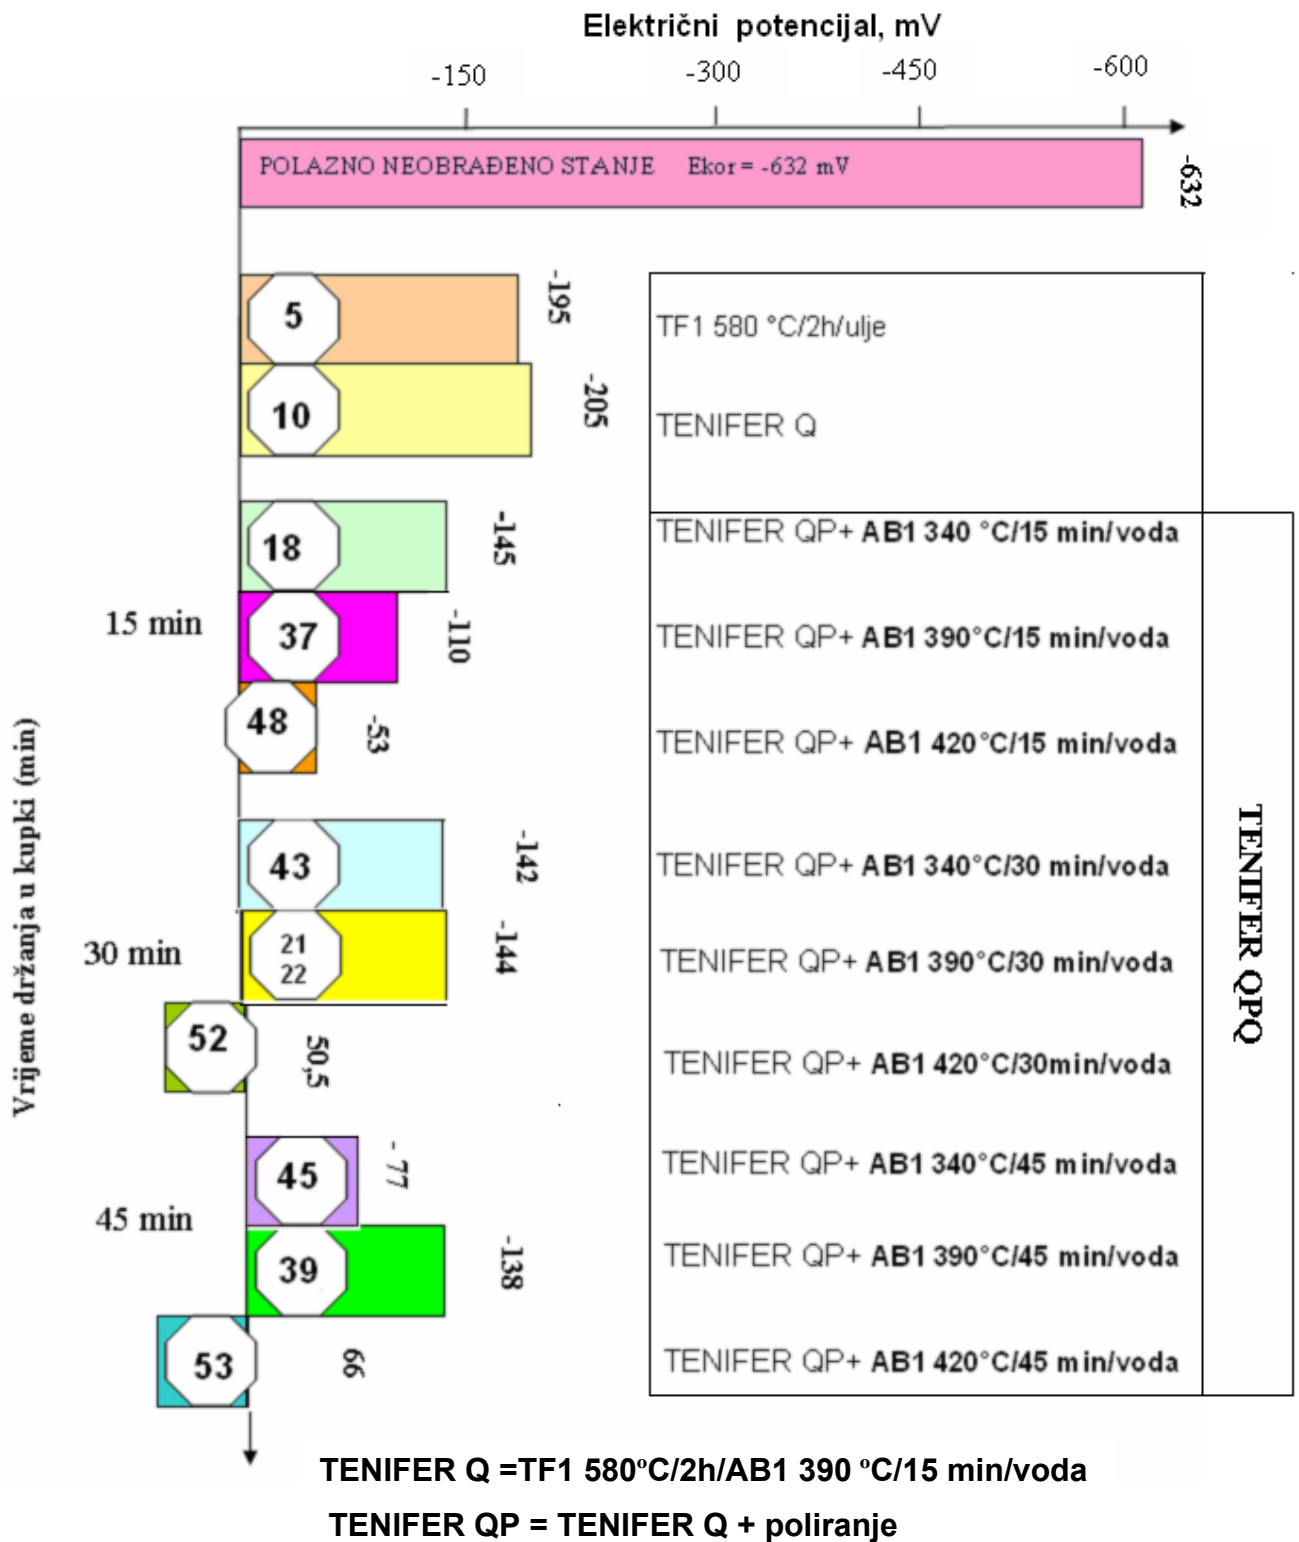 Električni potencijal, mV
-150
-300
-450
-600
POLAZNO NEOBRAĐENO STANJE Ekor = -632 mV
-632
5
-195
TF1 580 °C/2h/ulje
10
-205
TENIFER Q
18
-145
TENIFER QP+ AB1 340 °C/15 min/voda
15 min
37
-110
TENIFER QP+ AB1 390°C/15 min/voda
48
-53
TENIFER QP+ AB1 420°C/15 min/voda
Vrijeme držanja u kupki (min)
43
-142
TENIFER QP+ AB1 340°C/30 min/voda
TENIFER QPQ
30 min
21
22
-144
TENIFER QP+ AB1 390°C/30 min/voda
52
50,5
TENIFER QP+ AB1 420°C/30min/voda
45
- 77
TENIFER QP+ AB1 340°C/45 min/voda
45 min
39
-138
TENIFER QP+ AB1 390°C/45 min/voda
53
66
TENIFER QP+ AB1 420°C/45 min/voda
TENIFER Q =TF1 580ºC/2h/AB1 390 ºC/15 min/voda
TENIFER QP = TENIFER Q + poliranje